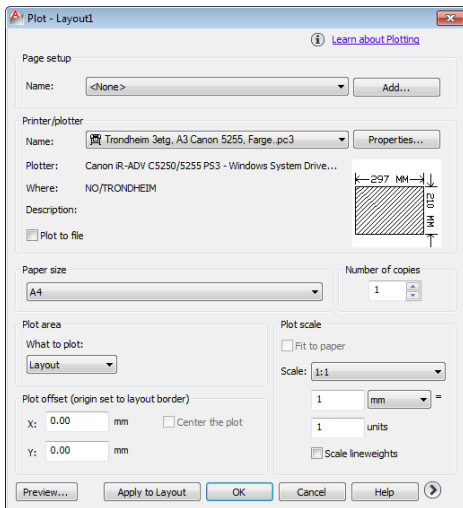 Plot - Layout1
Learn about Plotting
Page setup
Name: <None> Add...
Printer/plotter
Name: Trondheim 3etg, A3 Canon 5255, Farge..pc3 Properties...
Plotter: Canon iR-ADV C5250/5255 PS3 - Windows System Drive...
Where: NO/TRONDHEIM
Description:
Plot to file
297 MM
210 MM
Paper size
A4
Number of copies
1
Plot area
What to plot:
Layout
Plot scale
Fit to paper
Scale: 1:1
1 mm =
1 units
Scale lineweights
Plot offset (origin set to layout border)
X: 0.00 mm Center the plot
Y: 0.00 mm
Preview... Apply to Layout OK Cancel Help